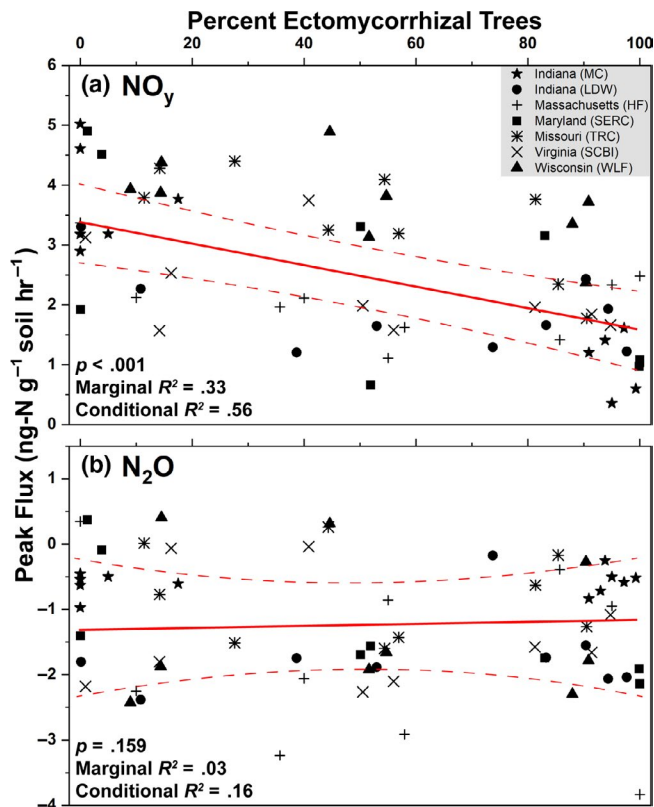 Percent Ectomycorrhizal Trees
0 20 40 60 80 100
6
5
4
3
2
1
0
(a) NOy
Indiana (MC)
Indiana (LDW)
Massachusetts (HF)
Maryland (SERC)
Missouri (TRC)
Virginia (SCBI)
Wisconsin (WLF)
p < .001
Marginal R² = .33
Conditional R² = .56
Peak Flux (ng-N g⁻¹ soil hr⁻¹)
(b) N₂O
1
0
−1
−2
−3
−4
p = .159
Marginal R² = .03
Conditional R² = .16